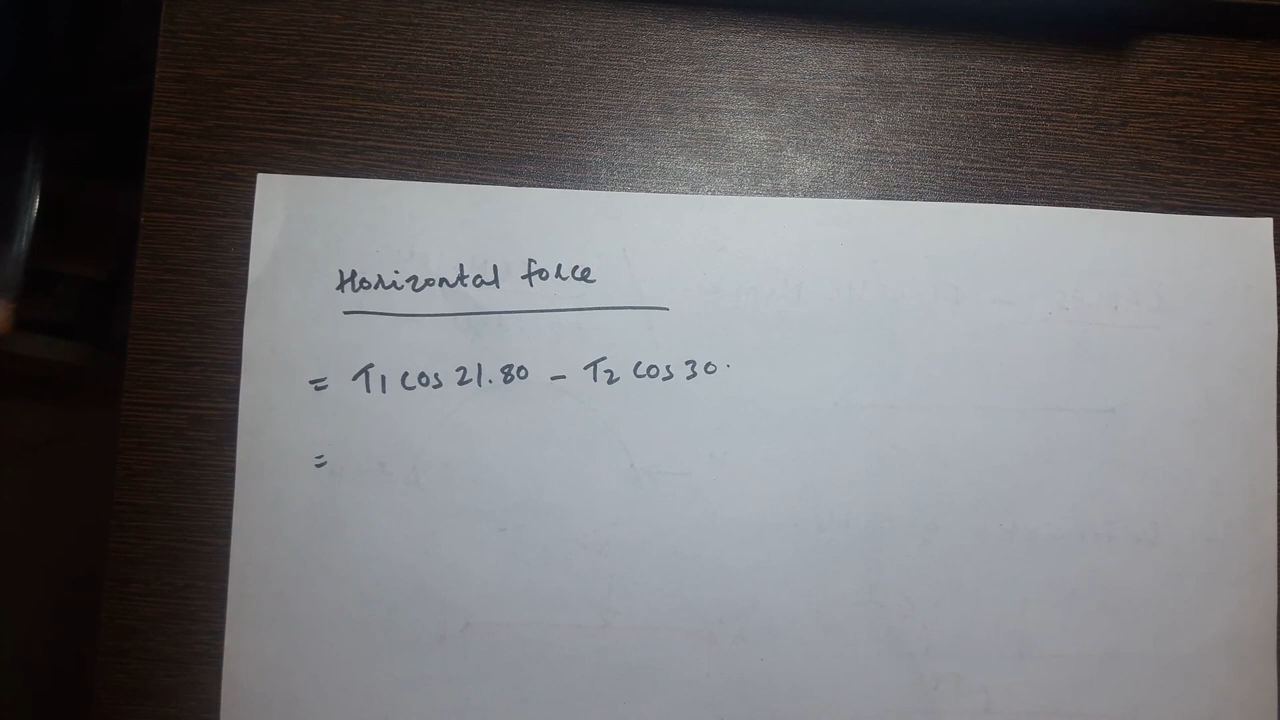 Horizontal force
= T1 cos 21.80 - T2 cos 30.
=